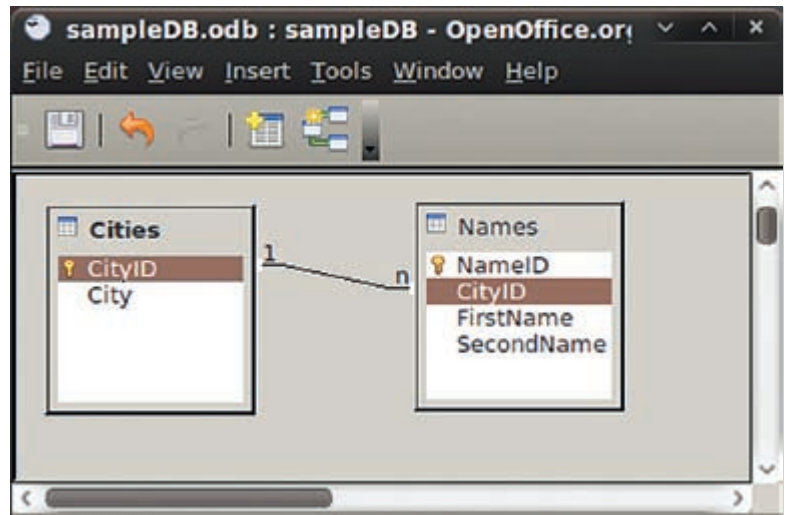 sampleDB.odb : sampleDB - OpenOffice.org
File Edit View Insert Tools Window Help
Cities
CityID
City
1
n
Names
NameID
CityID
FirstName
SecondName